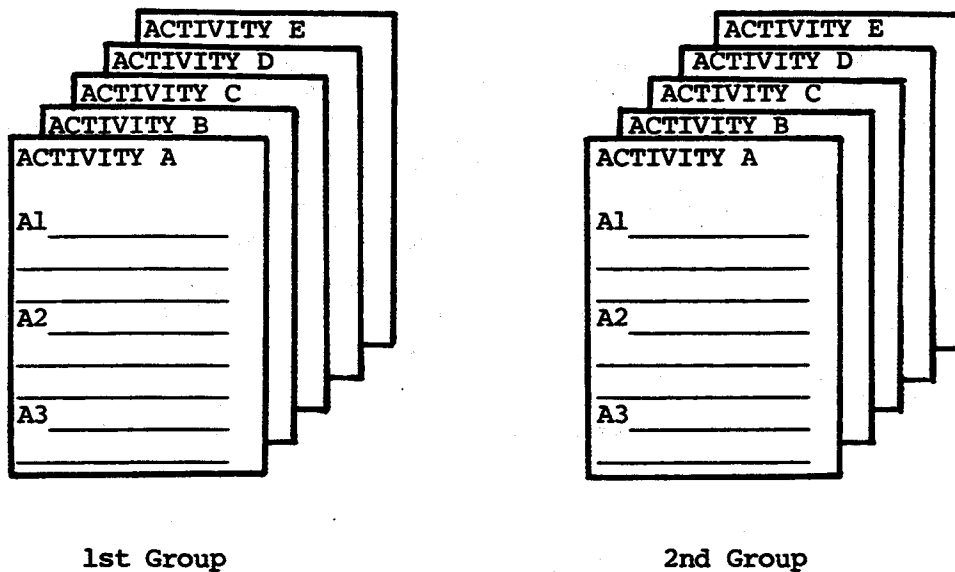 ACTIVITY E
ACTIVITY D
ACTIVITY C
ACTIVITY B
ACTIVITY A
A1
A2
A3
1st Group
ACTIVITY E
ACTIVITY D
ACTIVITY C
ACTIVITY B
ACTIVITY A
A1
A2
A3
2nd Group